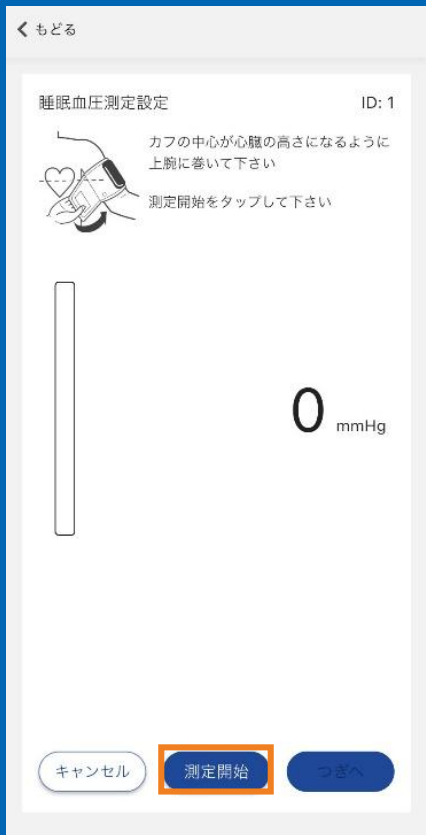 もどる
睡眠血圧測定設定 ID: 1
カフの中心が心臓の高さになるように
上腕に巻いて下さい
測定開始をタップして下さい
0 mmHg
キャンセル 測定開始 つぎへ